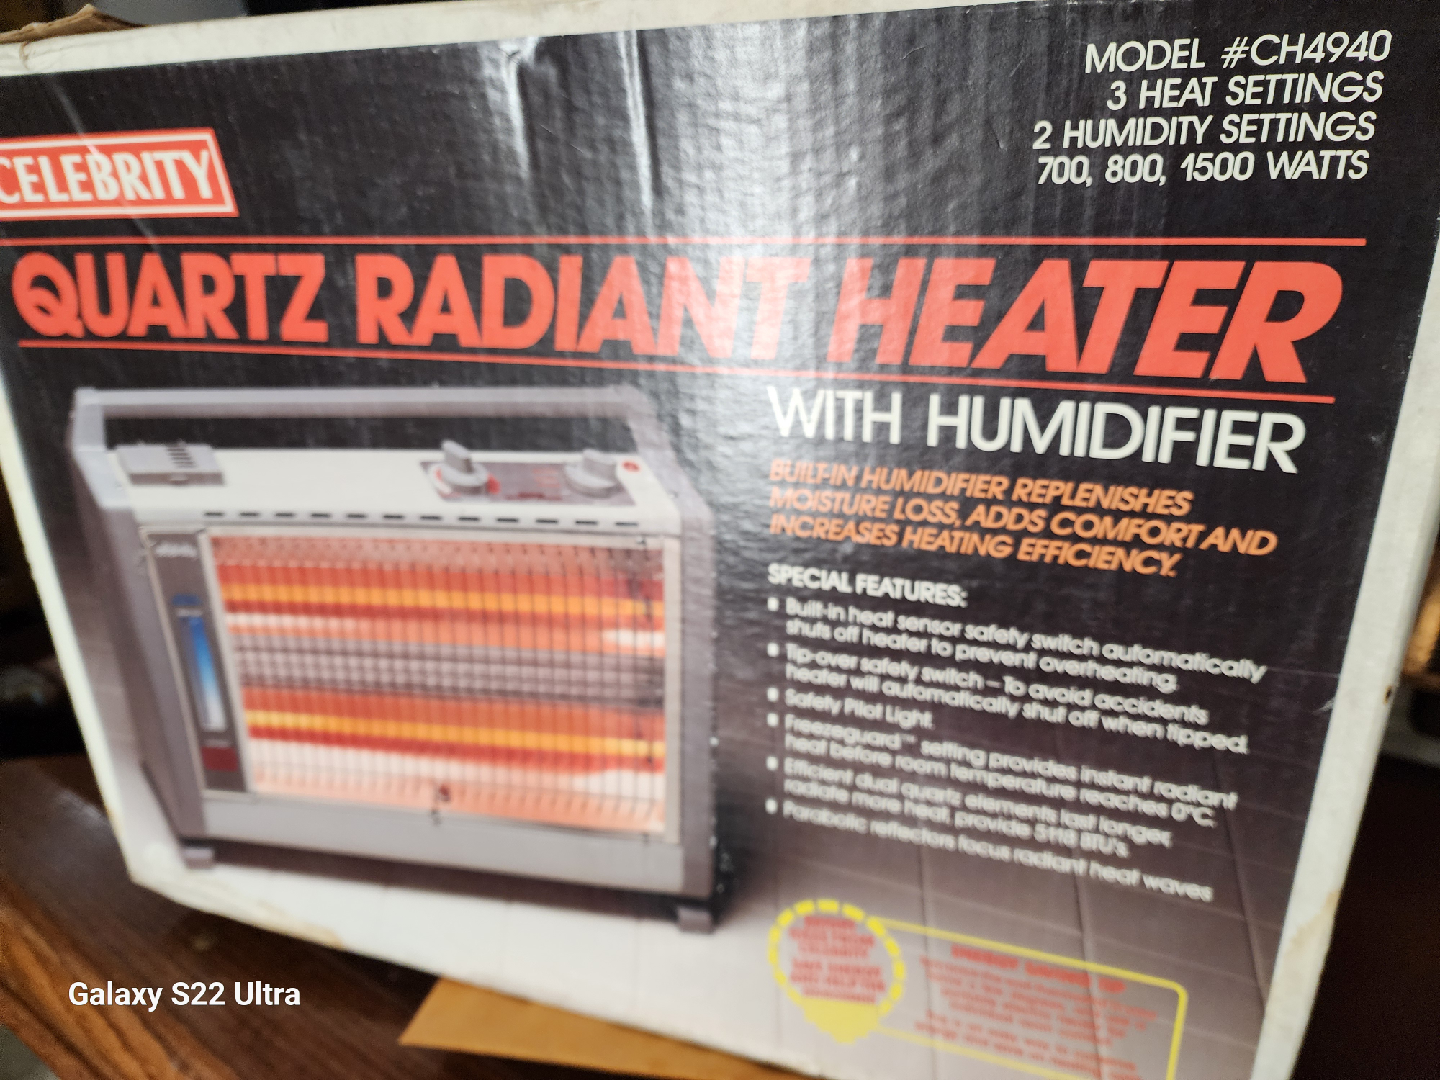 MODEL #CH4940
3 HEAT SETTINGS
2 HUMIDITY SETTINGS
700, 800, 1500 WATTS
CELEBRITY
QUARTZ RADIANT HEATER
WITH HUMIDIFIER
BUILT-IN HUMIDIFIER REPLENISHES
MOISTURE LOSS, ADDS COMFORT AND
INCREASES HEATING EFFICIENCY.
SPECIAL FEATURES:
▪ Built-in heat sensor safety switch automatically
shuts off heater to prevent overheating.
▪ Tip-over safety switch – To avoid accidents
heater will automatically shut off when tipped.
▪ Safety Pilot Light.
▪ Freezeguard™ setting provides instant radiant
heat before room temperature reaches 0°C.
▪ Efficient dual quartz elements last longer,
radiate more heat, provide 5118 BTU's.
▪ Parabolic reflectors focus radiant heat waves
ENERGY SAVING TIP
Galaxy S22 Ultra